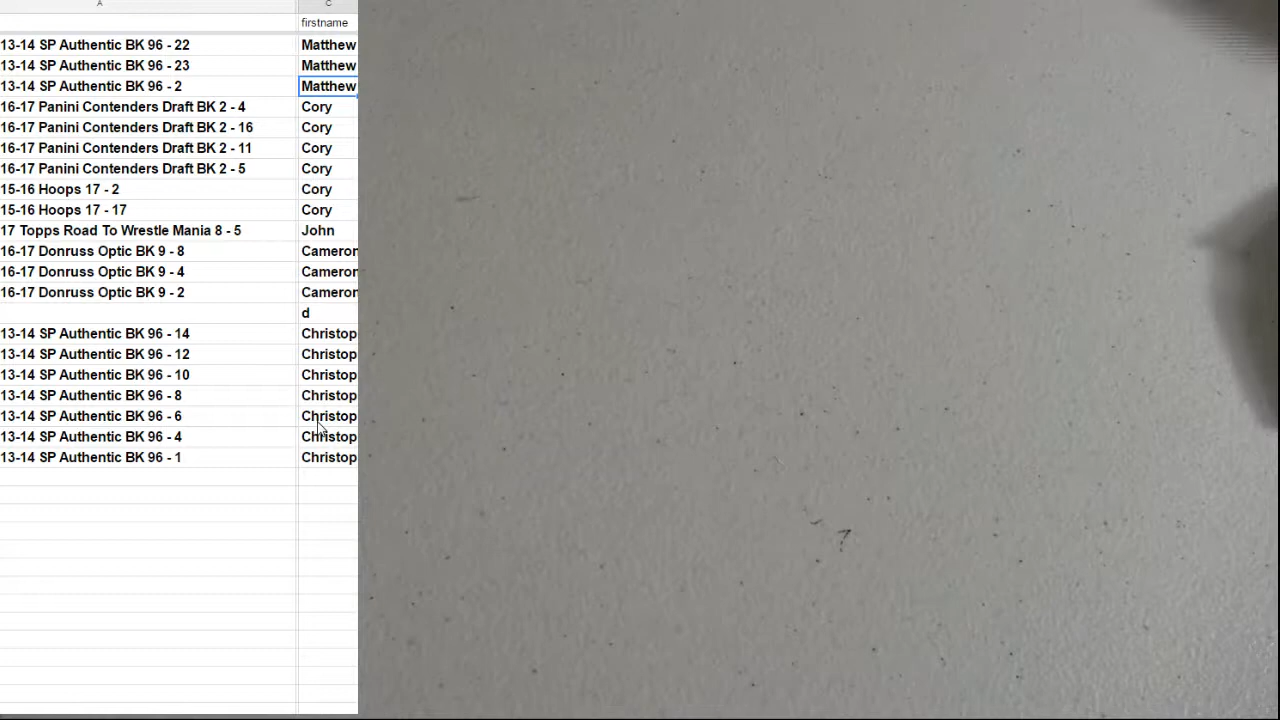 A C
firstname
13-14 SP Authentic BK 96 - 22 Matthew
13-14 SP Authentic BK 96 - 23 Matthew
13-14 SP Authentic BK 96 - 2 Matthew
16-17 Panini Contenders Draft BK 2 - 4 Cory
16-17 Panini Contenders Draft BK 2 - 16 Cory
16-17 Panini Contenders Draft BK 2 - 11 Cory
16-17 Panini Contenders Draft BK 2 - 5 Cory
15-16 Hoops 17 - 2 Cory
15-16 Hoops 17 - 17 Cory
17 Topps Road To Wrestle Mania 8 - 5 John
16-17 Donruss Optic BK 9 - 8 Cameron
16-17 Donruss Optic BK 9 - 4 Cameron
16-17 Donruss Optic BK 9 - 2 Cameron
d
13-14 SP Authentic BK 96 - 14 Christop
13-14 SP Authentic BK 96 - 12 Christop
13-14 SP Authentic BK 96 - 10 Christop
13-14 SP Authentic BK 96 - 8 Christop
13-14 SP Authentic BK 96 - 6 Christop
13-14 SP Authentic BK 96 - 4 Christop
13-14 SP Authentic BK 96 - 1 Christop